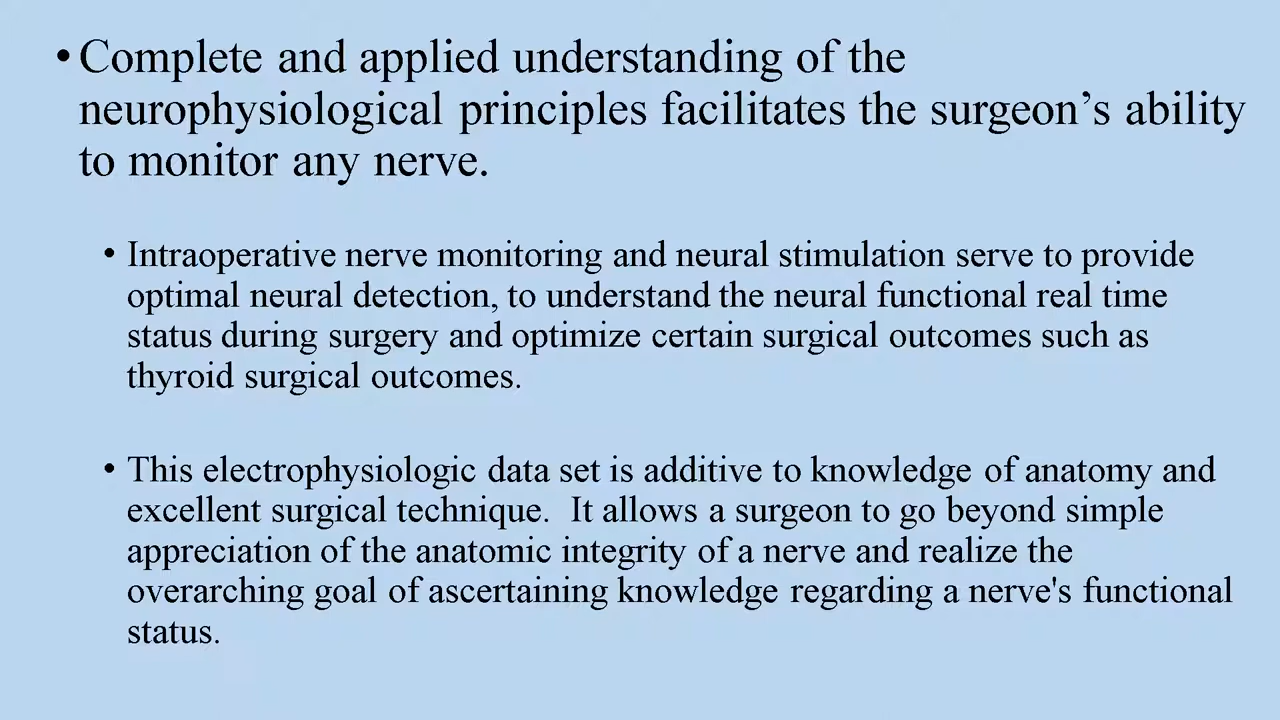 • Complete and applied understanding of the
neurophysiological principles facilitates the surgeon’s ability
to monitor any nerve.
• Intraoperative nerve monitoring and neural stimulation serve to provide
optimal neural detection, to understand the neural functional real time
status during surgery and optimize certain surgical outcomes such as
thyroid surgical outcomes.
• This electrophysiologic data set is additive to knowledge of anatomy and
excellent surgical technique.  It allows a surgeon to go beyond simple
appreciation of the anatomic integrity of a nerve and realize the
overarching goal of ascertaining knowledge regarding a nerve's functional
status.